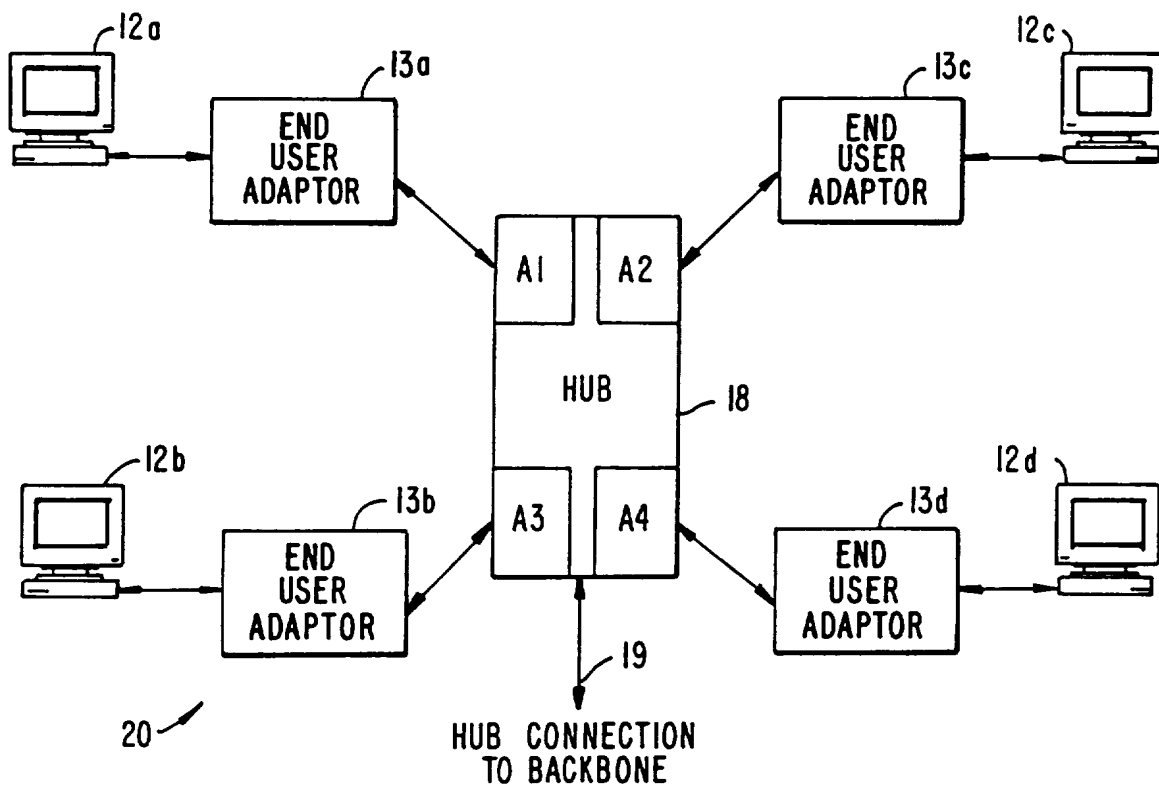 12a
13a
END
USER
ADAPTOR
12c
13c
END
USER
ADAPTOR
A1
A2
HUB
18
12b
13b
END
USER
ADAPTOR
A3
A4
12d
13d
END
USER
ADAPTOR
19
20
HUB CONNECTION
TO BACKBONE